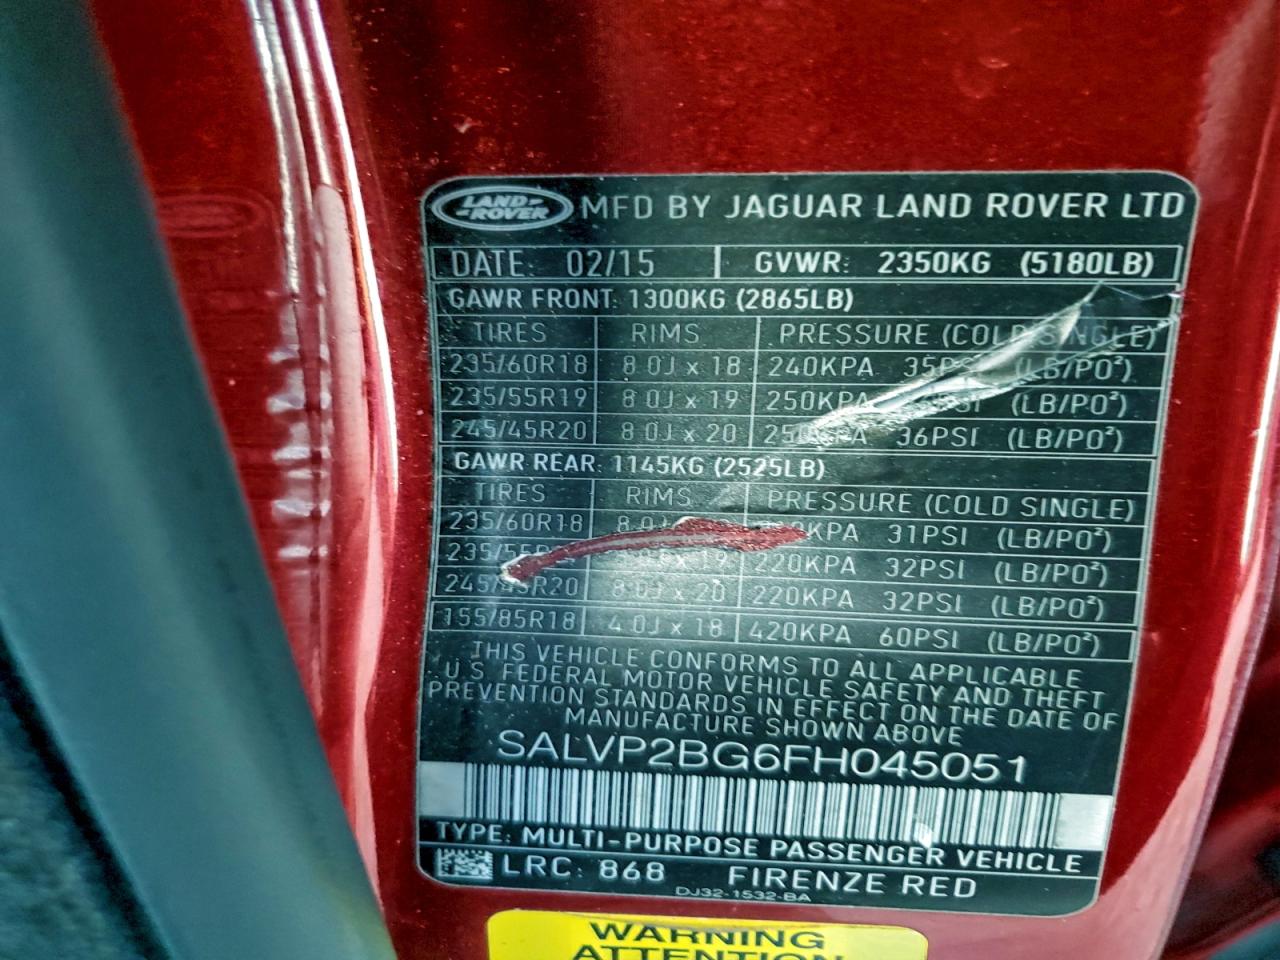 LAND ROVER MFD BY JAGUAR LAND ROVER LTD
DATE: 02/15 GVWR: 2350KG (5180LB)
GAWR FRONT: 1300KG (2865LB)
TIRES RIMS PRESSURE (COLD SINGLE)
235/60R18 8.0J x 18 240KPA 35PSI (LB/PO²)
235/55R19 8.0J x 19 250KPA (LB/PO²)
245/45R20 8.0J x 20 250KPA 36PSI (LB/PO²)
GAWR REAR: 1145KG (2525LB)
TIRES RIMS PRESSURE (COLD SINGLE)
235/60R18 31PSI (LB/PO²)
220KPA 32PSI (LB/PO²)
245/45R20 8.0J x 20 220KPA 32PSI (LB/PO²)
155/85R18 4.0J x 18 420KPA 60PSI (LB/PO²)
THIS VEHICLE CONFORMS TO ALL APPLICABLE
U.S. FEDERAL MOTOR VEHICLE SAFETY AND THEFT
PREVENTION STANDARDS IN EFFECT ON THE DATE OF
MANUFACTURE SHOWN ABOVE
SALVP2BG6FH045051
TYPE: MULTI-PURPOSE PASSENGER VEHICLE
LRC: 868 FIRENZE RED
DJ32-1532-BA
WARNING
ATTENTION